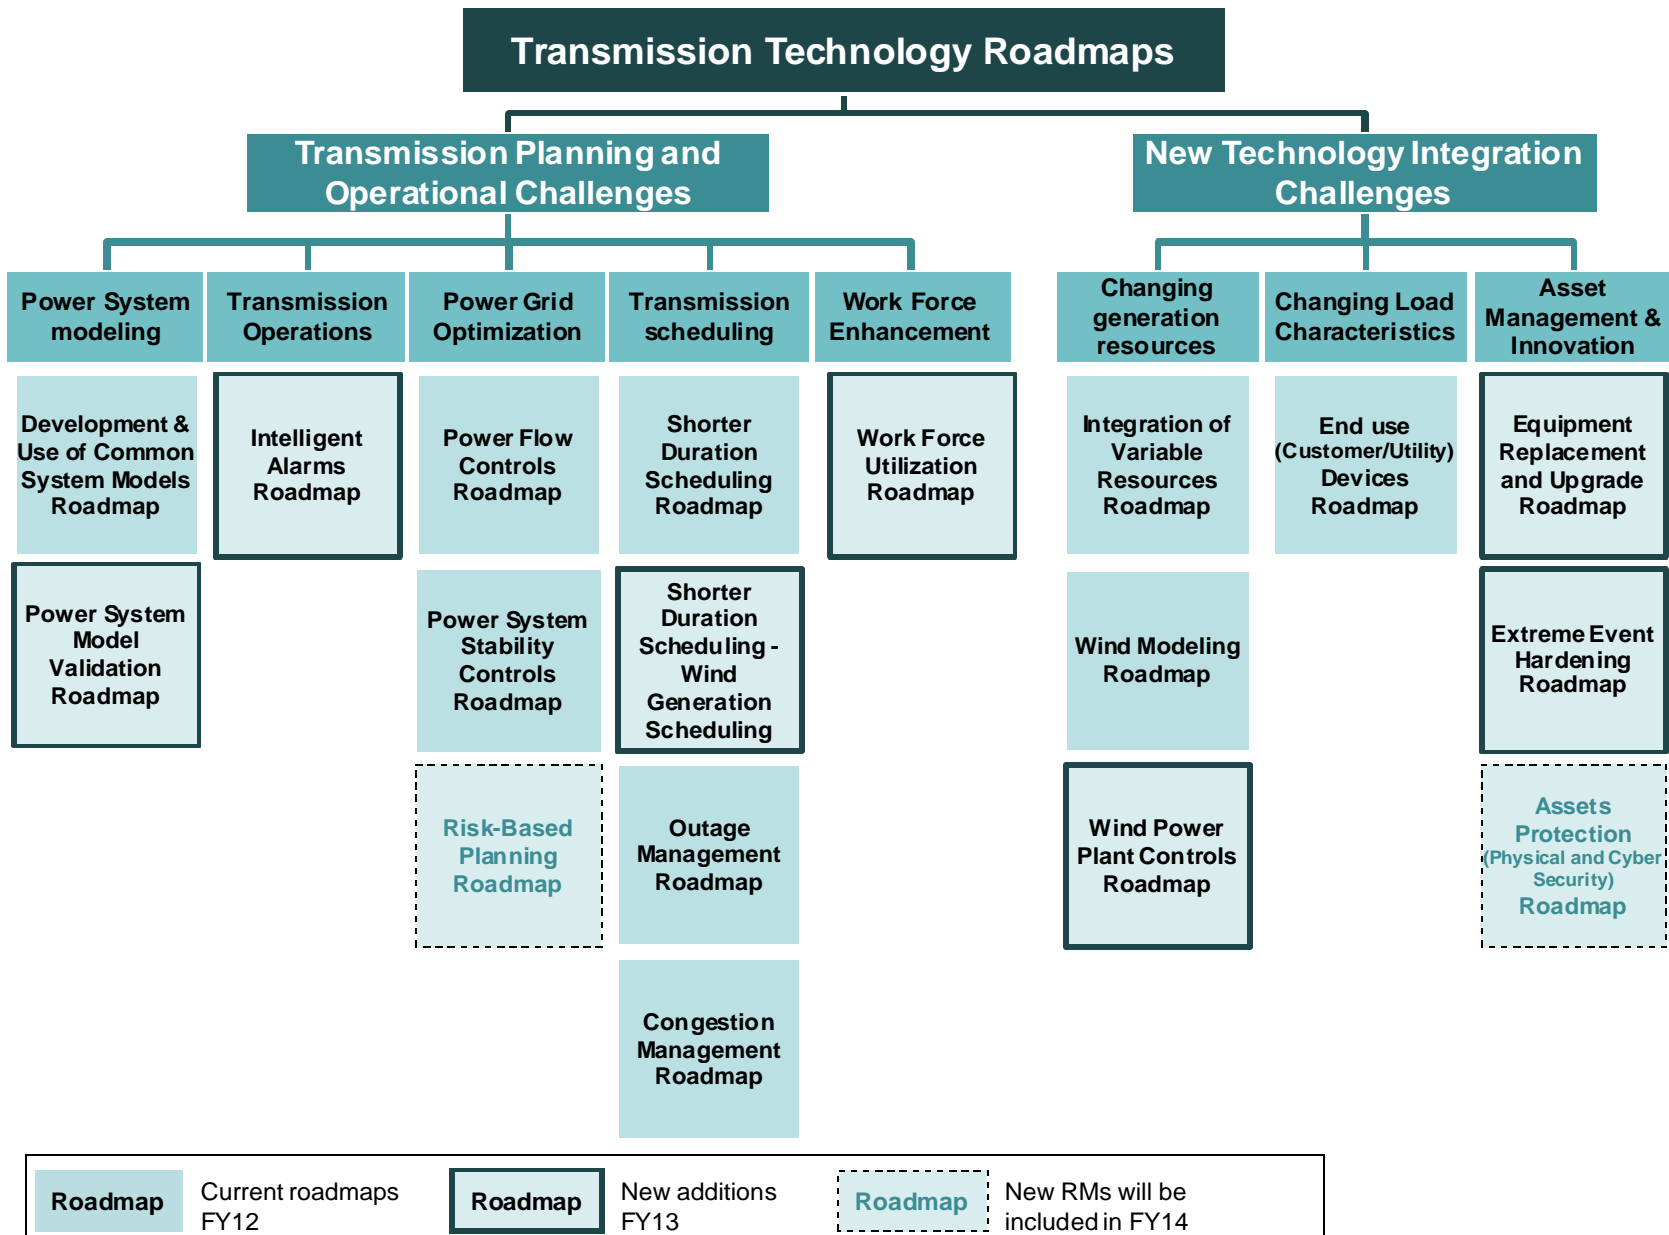 Transmission Technology Roadmaps
Transmission Planning and
Operational Challenges
New Technology Integration
Challenges
Power System
modeling
Transmission
Operations
Power Grid
Optimization
Transmission
scheduling
Work Force
Enhancement
Changing
generation
resources
Changing Load
Characteristics
Asset
Management &
Innovation
Development &
Use of Common
System Models
Roadmap
Intelligent
Alarms
Roadmap
Power Flow
Controls
Roadmap
Shorter
Duration
Scheduling
Roadmap
Work Force
Utilization
Roadmap
Integration of
Variable
Resources
Roadmap
End use
(Customer/Utility)
Devices
Roadmap
Equipment
Replacement
and Upgrade
Roadmap
Power System
Model
Validation
Roadmap
Power System
Stability
Controls
Roadmap
Shorter
Duration
Scheduling -
Wind
Generation
Scheduling
Wind Modeling
Roadmap
Extreme Event
Hardening
Roadmap
Risk-Based
Planning
Roadmap
Outage
Management
Roadmap
Wind Power
Plant Controls
Roadmap
Assets
Protection
(Physical and Cyber
Security)
Roadmap
Congestion
Management
Roadmap
Roadmap
Current roadmaps
FY12
Roadmap
New additions
FY13
Roadmap
New RMs will be
included in FY14